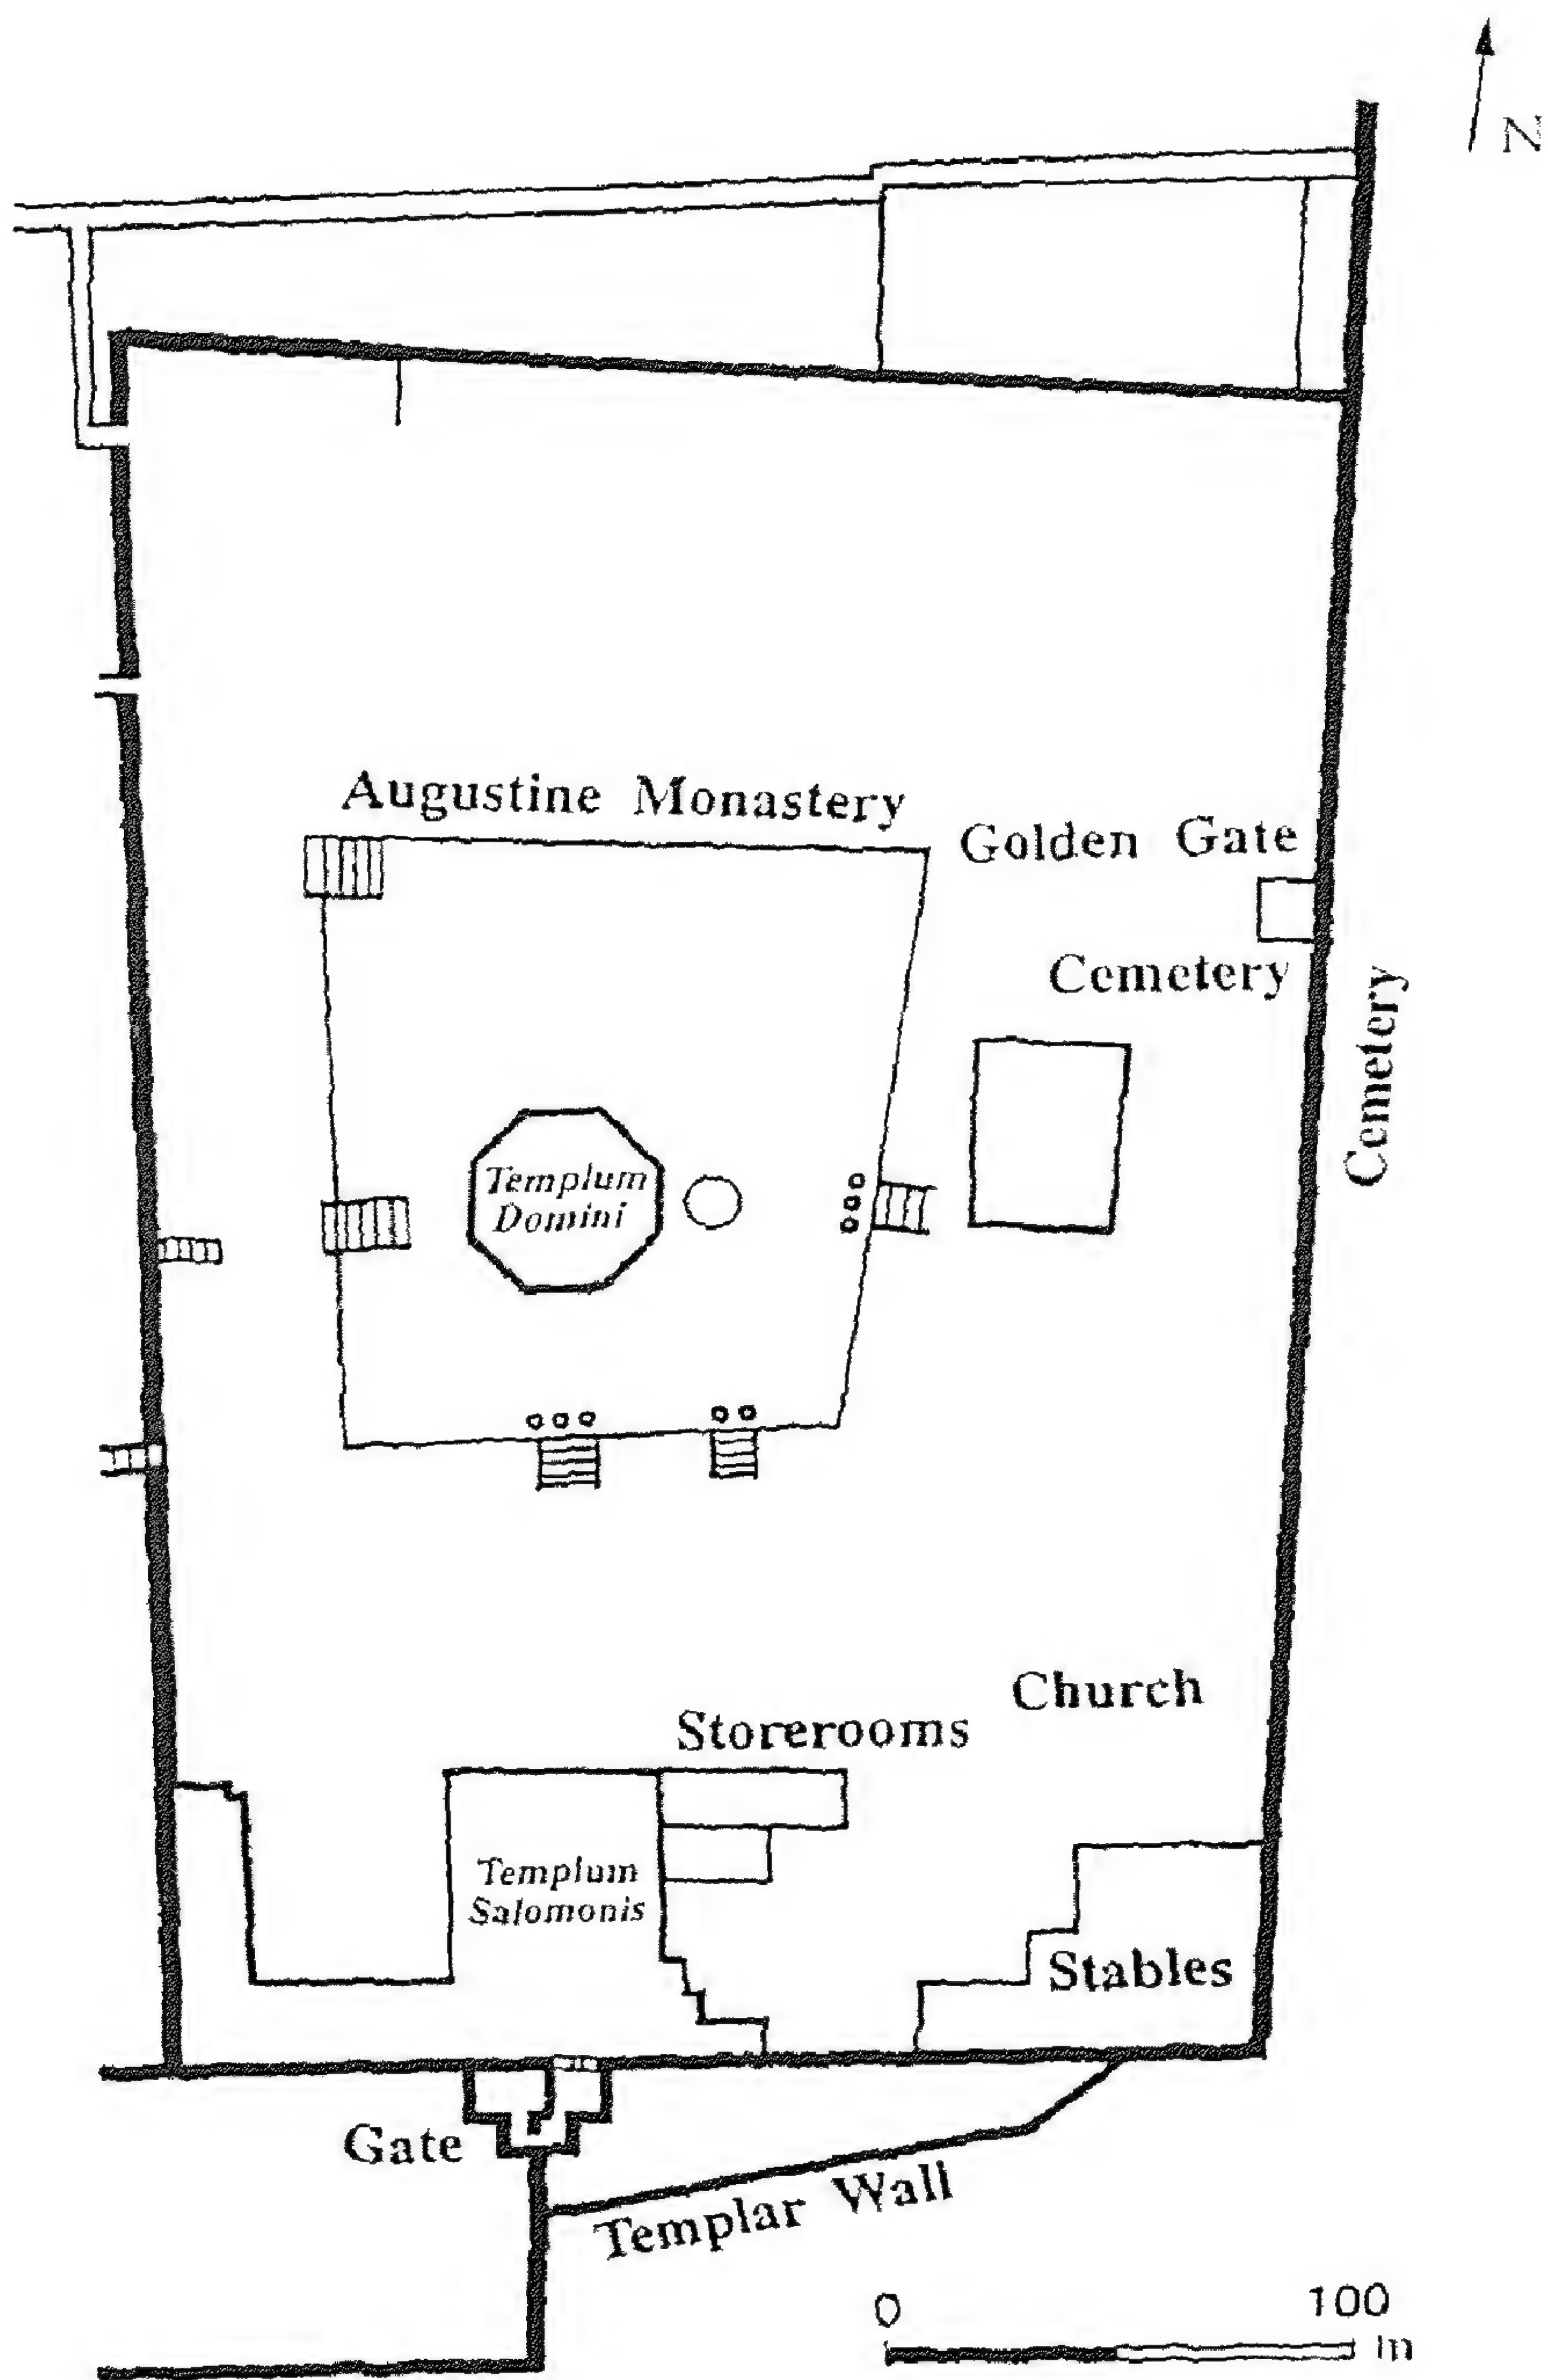 N
Augustine Monastery
Golden Gate
Cemetery
Cemetery
Templum
Domini
Church
Storerooms
Templum
Salomonis
Stables
Gate
Templar Wall
0 100
m